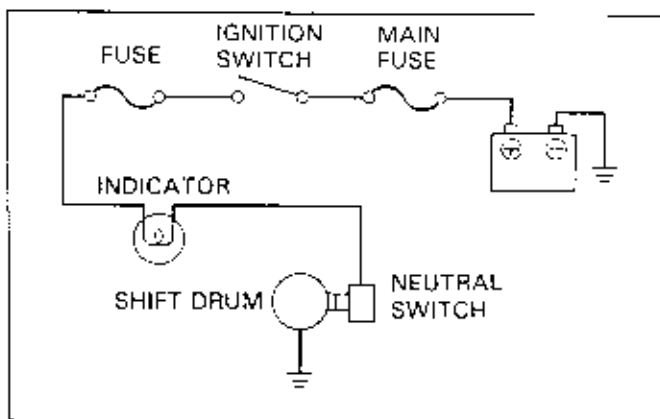 FUSE
IGNITION
SWITCH
MAIN
FUSE
INDICATOR
SHIFT DRUM
NEUTRAL
SWITCH